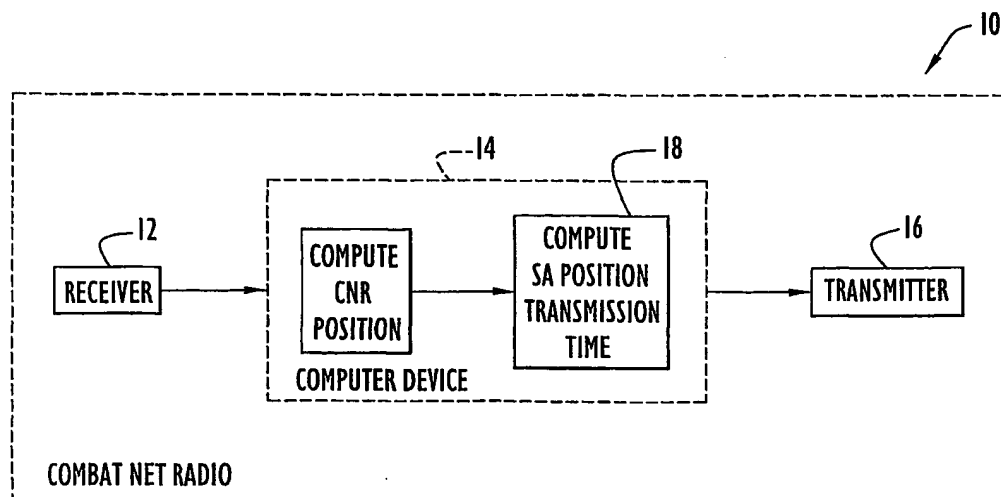 10
14
18
12
16
RECEIVER
COMPUTE
CNR
POSITION
COMPUTE
SA POSITION
TRANSMISSION
TIME
TRANSMITTER
COMPUTER DEVICE
COMBAT NET RADIO